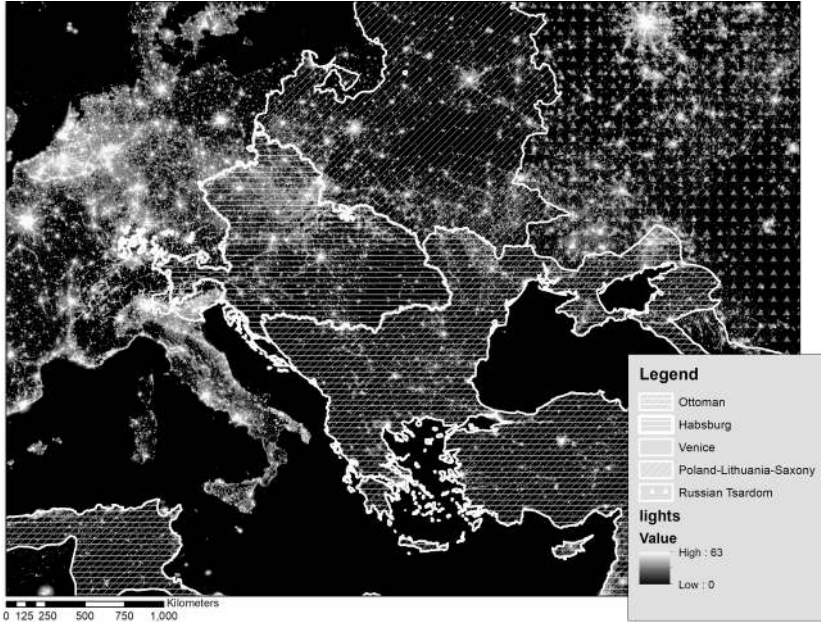 Legend
Ottoman
Habsburg
Venice
Poland-Lithuania-Saxony
Russian Tsardom
lights
Value
High : 63
Low : 0
Kilometers
0 125 250 500 750 1,000